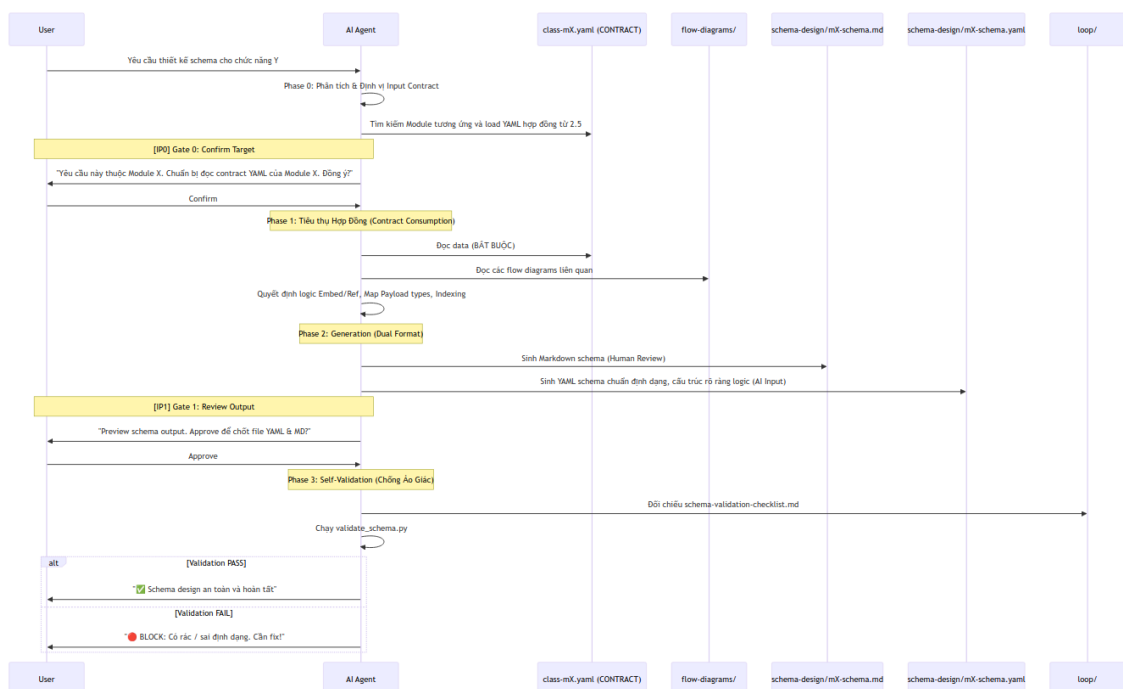 User
AI Agent
class-mX.yaml (CONTRACT)
flow-diagrams/
schema-design/mX-schema.md
schema-design/mX-schema.yaml
loop/
Yêu cầu thiết kế schema cho chức năng Y
Phase 0: Phân tích & Định vị Input Contract
Tìm kiếm Module tương ứng và load YAML hợp đồng từ 2.5
[IP0] Gate 0: Confirm Target
"Yêu cầu này thuộc Module X. Chuẩn bị đọc contract YAML của Module X. Đồng ý?"
Confirm
Phase 1: Tiêu thụ Hợp Đồng (Contract Consumption)
Đọc data (BẮT BUỘC)
Đọc các flow diagrams liên quan
Quyết định logic Embed/Ref, Map Payload types, Indexing
Phase 2: Generation (Dual Format)
Sinh Markdown schema (Human Review)
Sinh YAML schema chuẩn định dạng, cấu trúc rõ ràng logic (AI Input)
[IP1] Gate 1: Review Output
"Preview schema output. Approve để chốt file YAML & MD?"
Approve
Phase 3: Self-Validation (Chống Ảo Giác)
Đối chiếu schema-validation-checklist.md
Chạy validate_schema.py
alt
[Validation PASS]
"✅ Schema design an toàn và hoàn tất"
[Validation FAIL]
"🔴 BLOCK: Có rác / sai định dạng. Cần fix!"
User
AI Agent
class-mX.yaml (CONTRACT)
flow-diagrams/
schema-design/mX-schema.md
schema-design/mX-schema.yaml
loop/